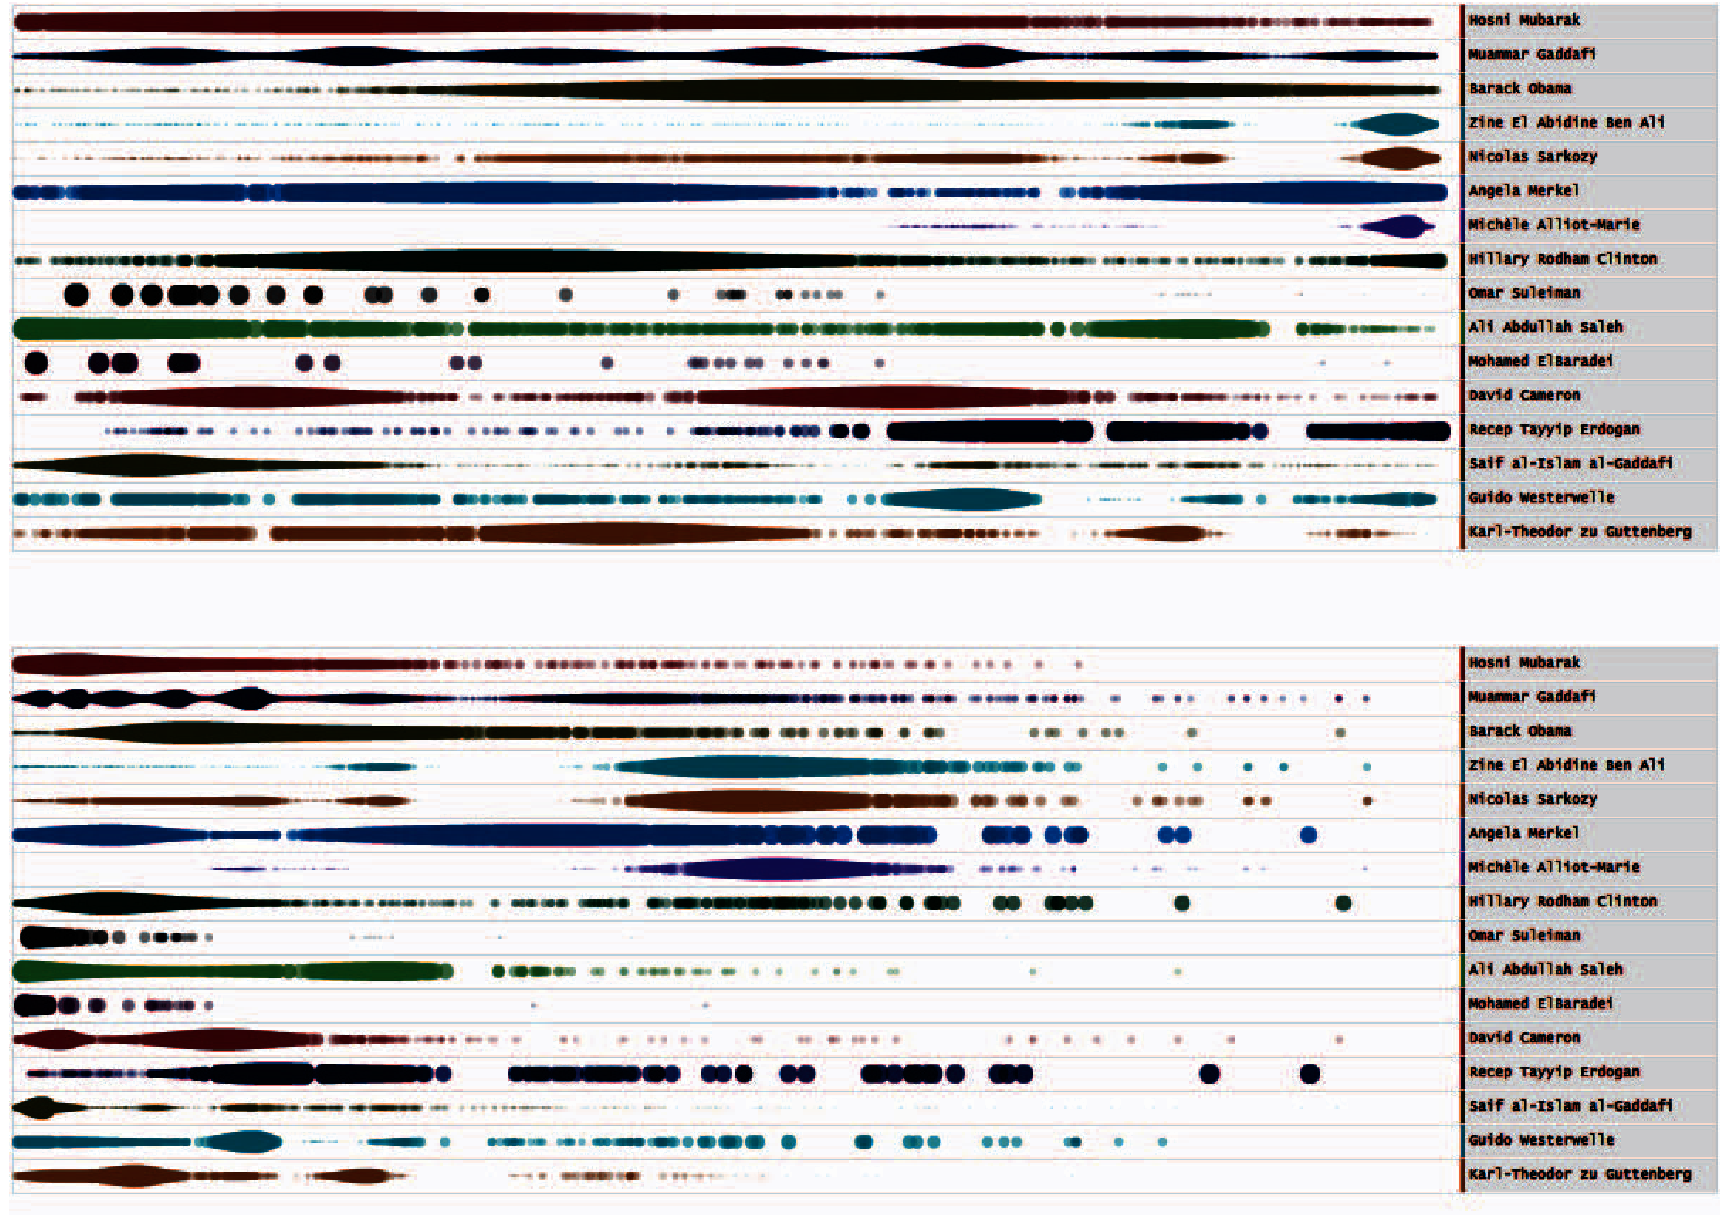 Hosni Mubarak
Muammar Gaddafi
Barack Obama
Zine El Abidine Ben Ali
Nicolas Sarkozy
Angela Merkel
Michèle Alliot-Marie
Hillary Rodham Clinton
Omar Suleiman
Ali Abdullah Saleh
Mohamed ElBaradei
David Cameron
Recep Tayyip Erdogan
Saif al-Islam al-Gaddafi
Guido Westerwelle
Karl-Theodor zu Guttenberg
Hosni Mubarak
Muammar Gaddafi
Barack Obama
Zine El Abidine Ben Ali
Nicolas Sarkozy
Angela Merkel
Michèle Alliot-Marie
Hillary Rodham Clinton
Omar Suleiman
Ali Abdullah Saleh
Mohamed ElBaradei
David Cameron
Recep Tayyip Erdogan
Saif al-Islam al-Gaddafi
Guido Westerwelle
Karl-Theodor zu Guttenberg